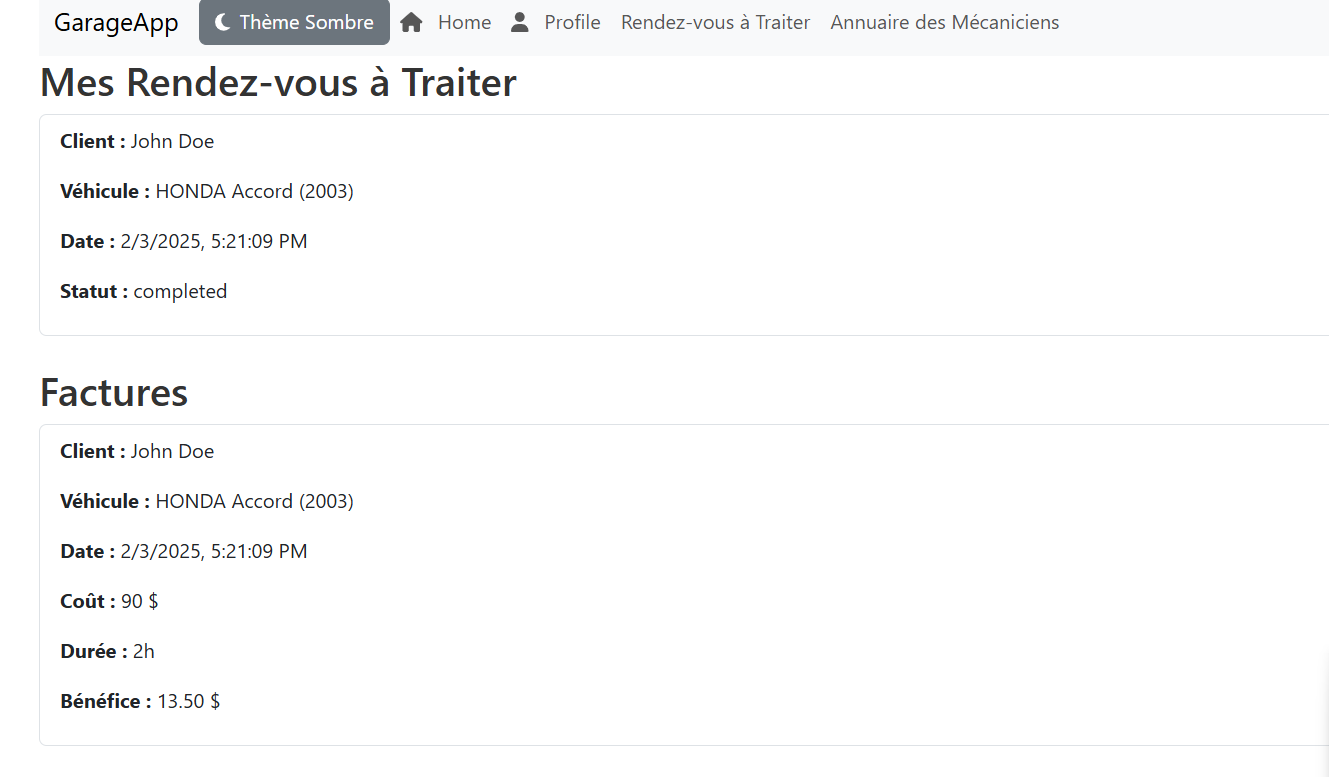 GarageApp Thème Sombre Home Profile Rendez-vous à Traiter Annuaire des Mécaniciens
Mes Rendez-vous à Traiter
Client : John Doe
Véhicule : HONDA Accord (2003)
Date : 2/3/2025, 5:21:09 PM
Statut : completed
Factures
Client : John Doe
Véhicule : HONDA Accord (2003)
Date : 2/3/2025, 5:21:09 PM
Coût : 90 $
Durée : 2h
Bénéfice : 13.50 $